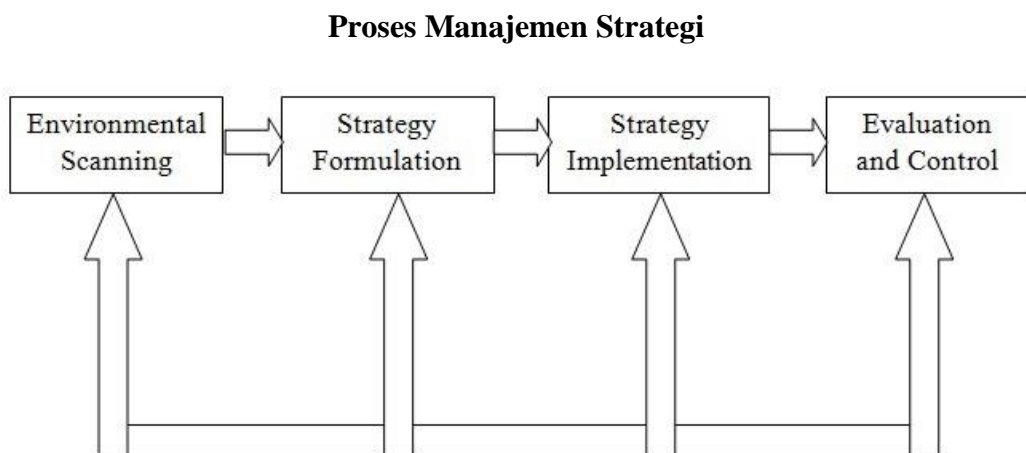 Proses Manajemen Strategi
Environmental
Scanning
Strategy
Formulation
Strategy
Implementation
Evaluation
and Control